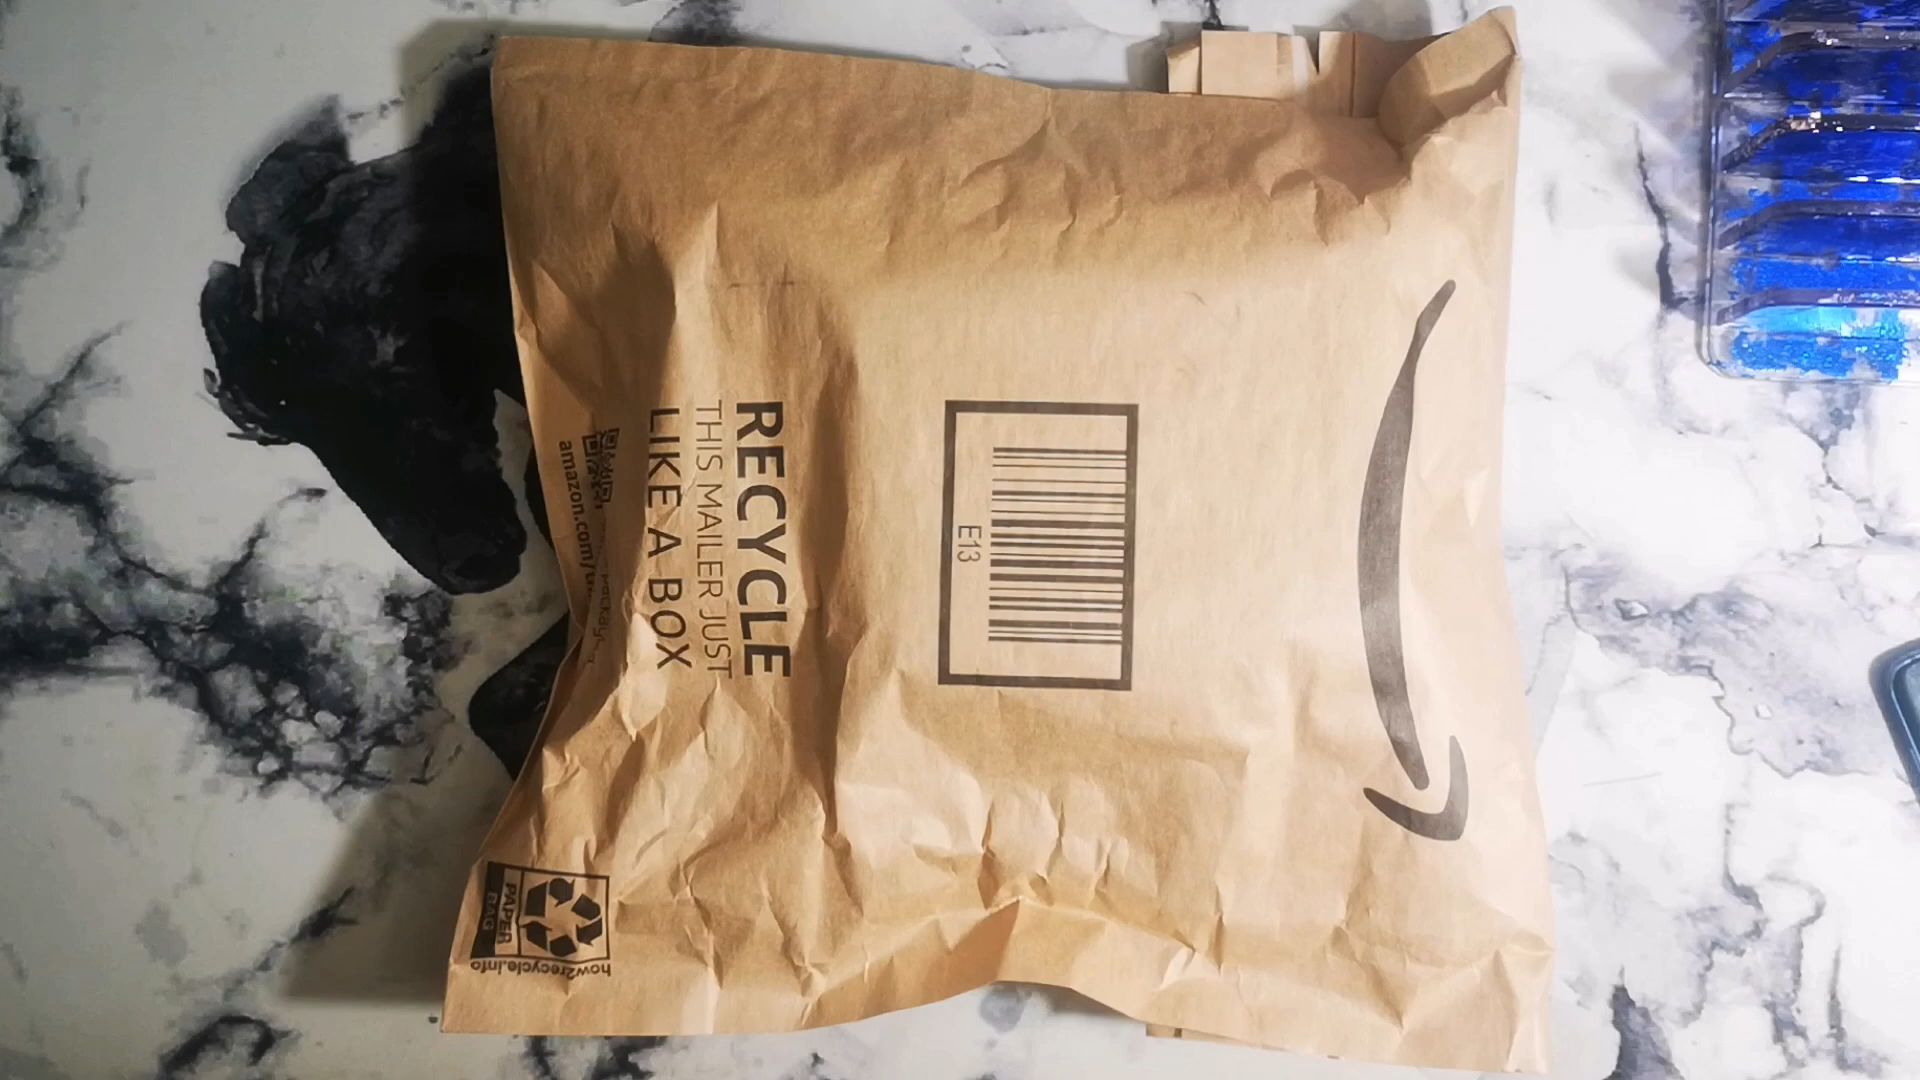 RECYCLE
THIS MAILER JUST
LIKE A BOX
amazon.com/
E13
how2recycle.info
PAPER
BAG